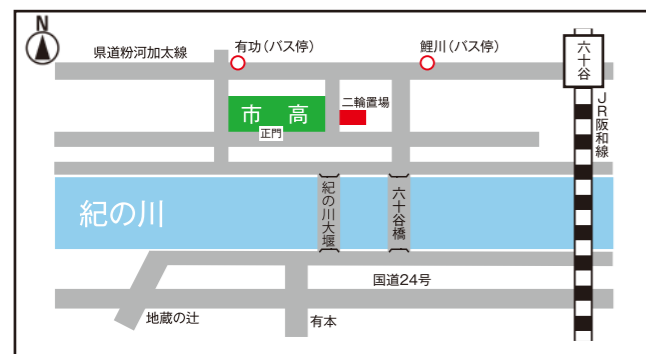 N
県道粉河加太線
有功(バス停)
鯉川(バス停)
六十谷
JR阪和線
市高
正門
二輪置場
紀の川
紀の川大堰
六十谷橋
国道24号
地蔵の辻
有本